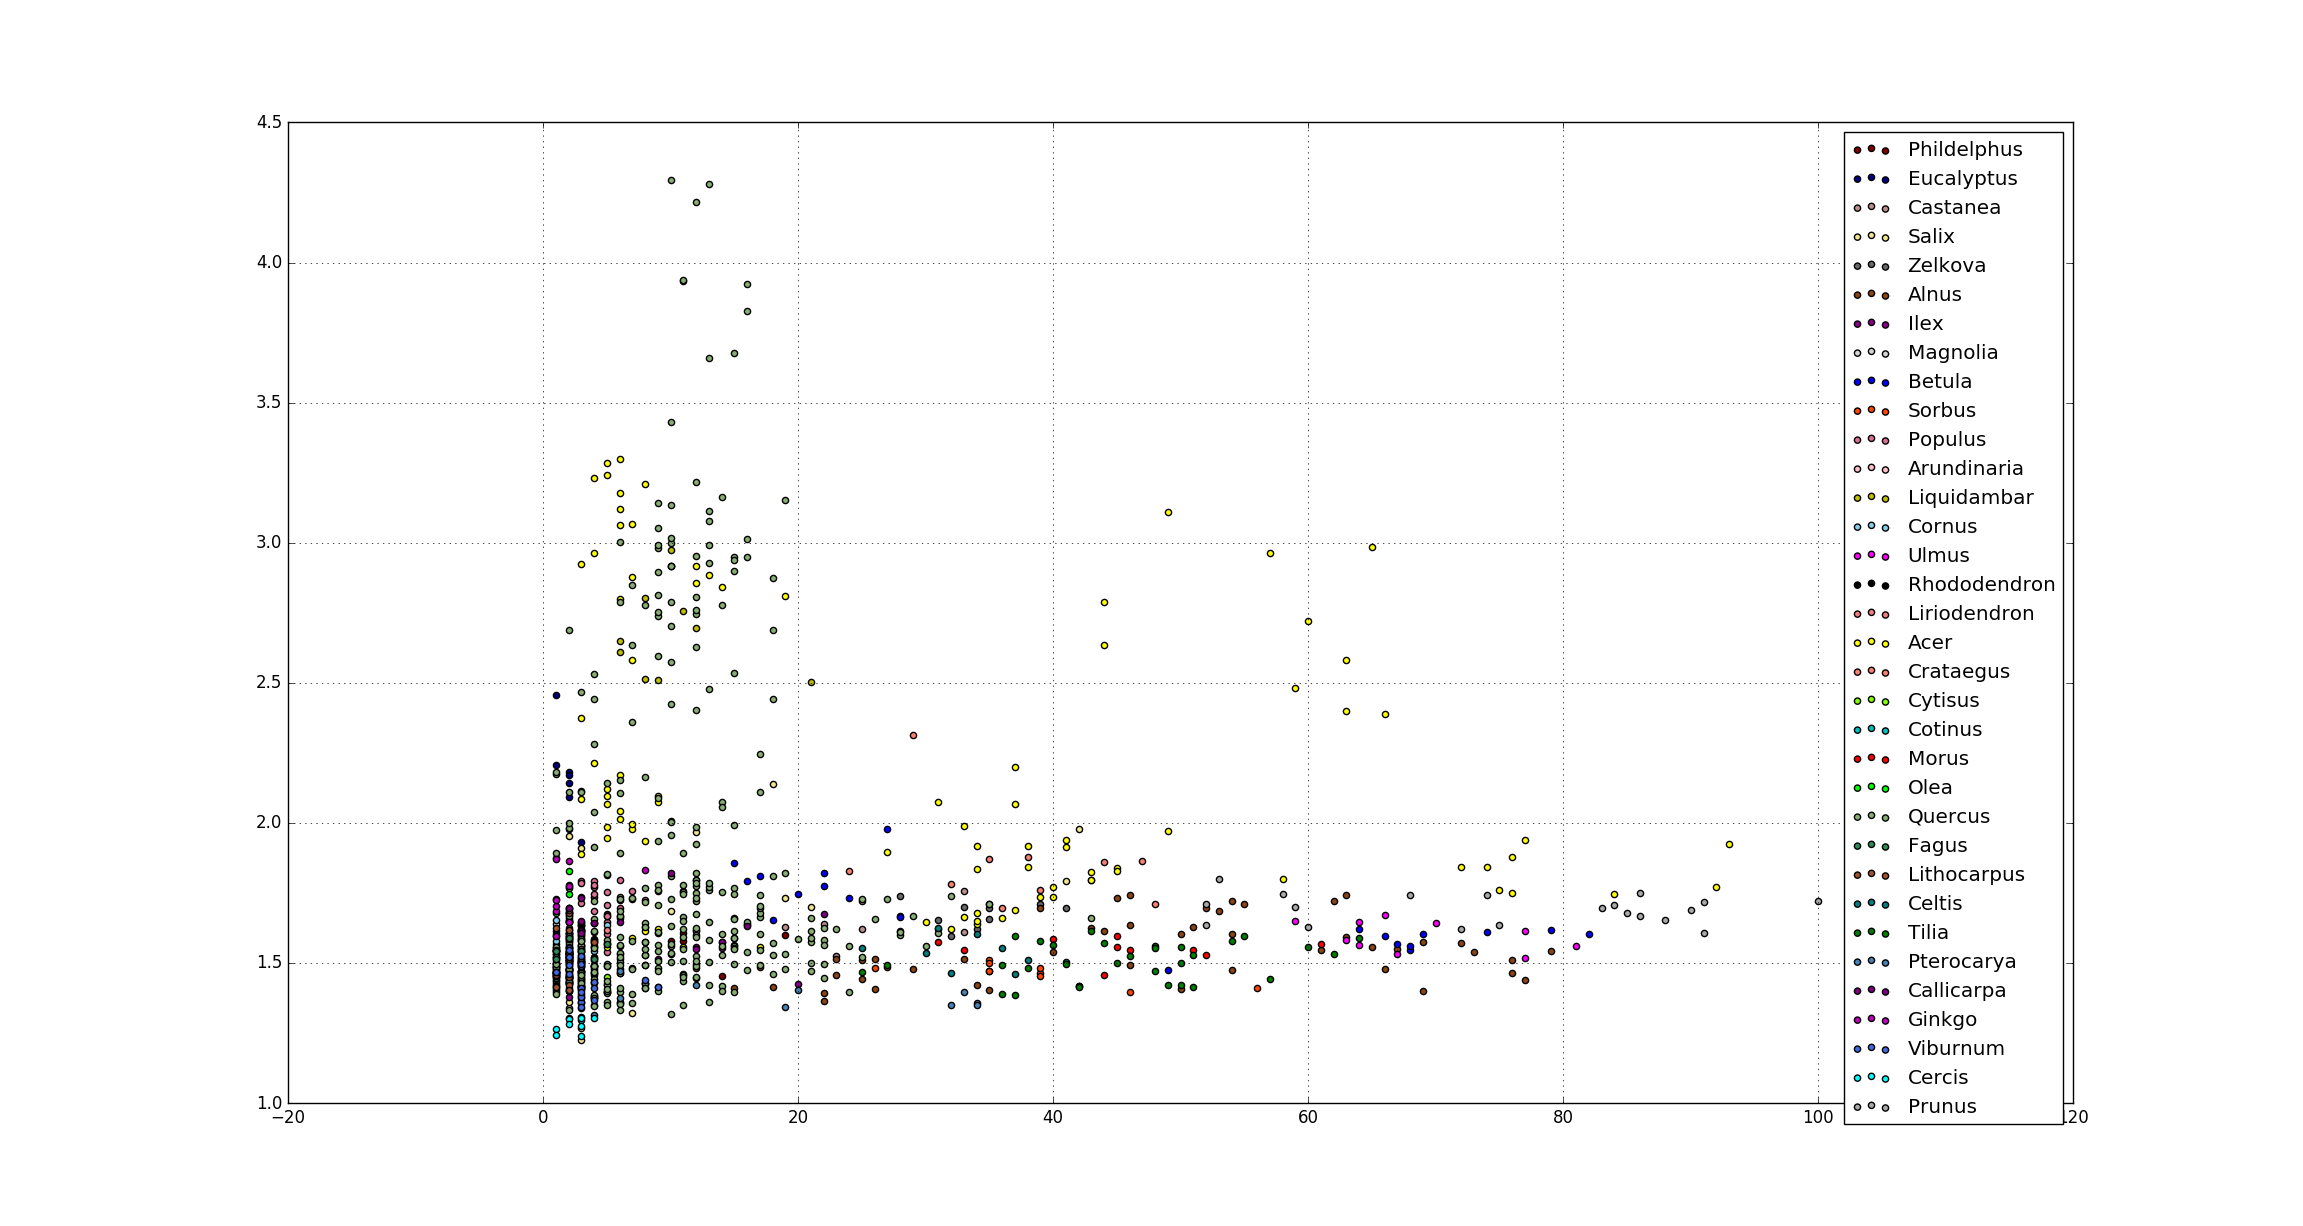 4.5
4.0
3.5
3.0
2.5
2.0
1.5
1.0
−20
0
20
40
60
80
100
120
Phildelphus
Eucalyptus
Castanea
Salix
Zelkova
Alnus
Ilex
Magnolia
Betula
Sorbus
Populus
Arundinaria
Liquidambar
Cornus
Ulmus
Rhododendron
Liriodendron
Acer
Crataegus
Cytisus
Cotinus
Morus
Olea
Quercus
Fagus
Lithocarpus
Celtis
Tilia
Pterocarya
Callicarpa
Ginkgo
Viburnum
Cercis
Prunus